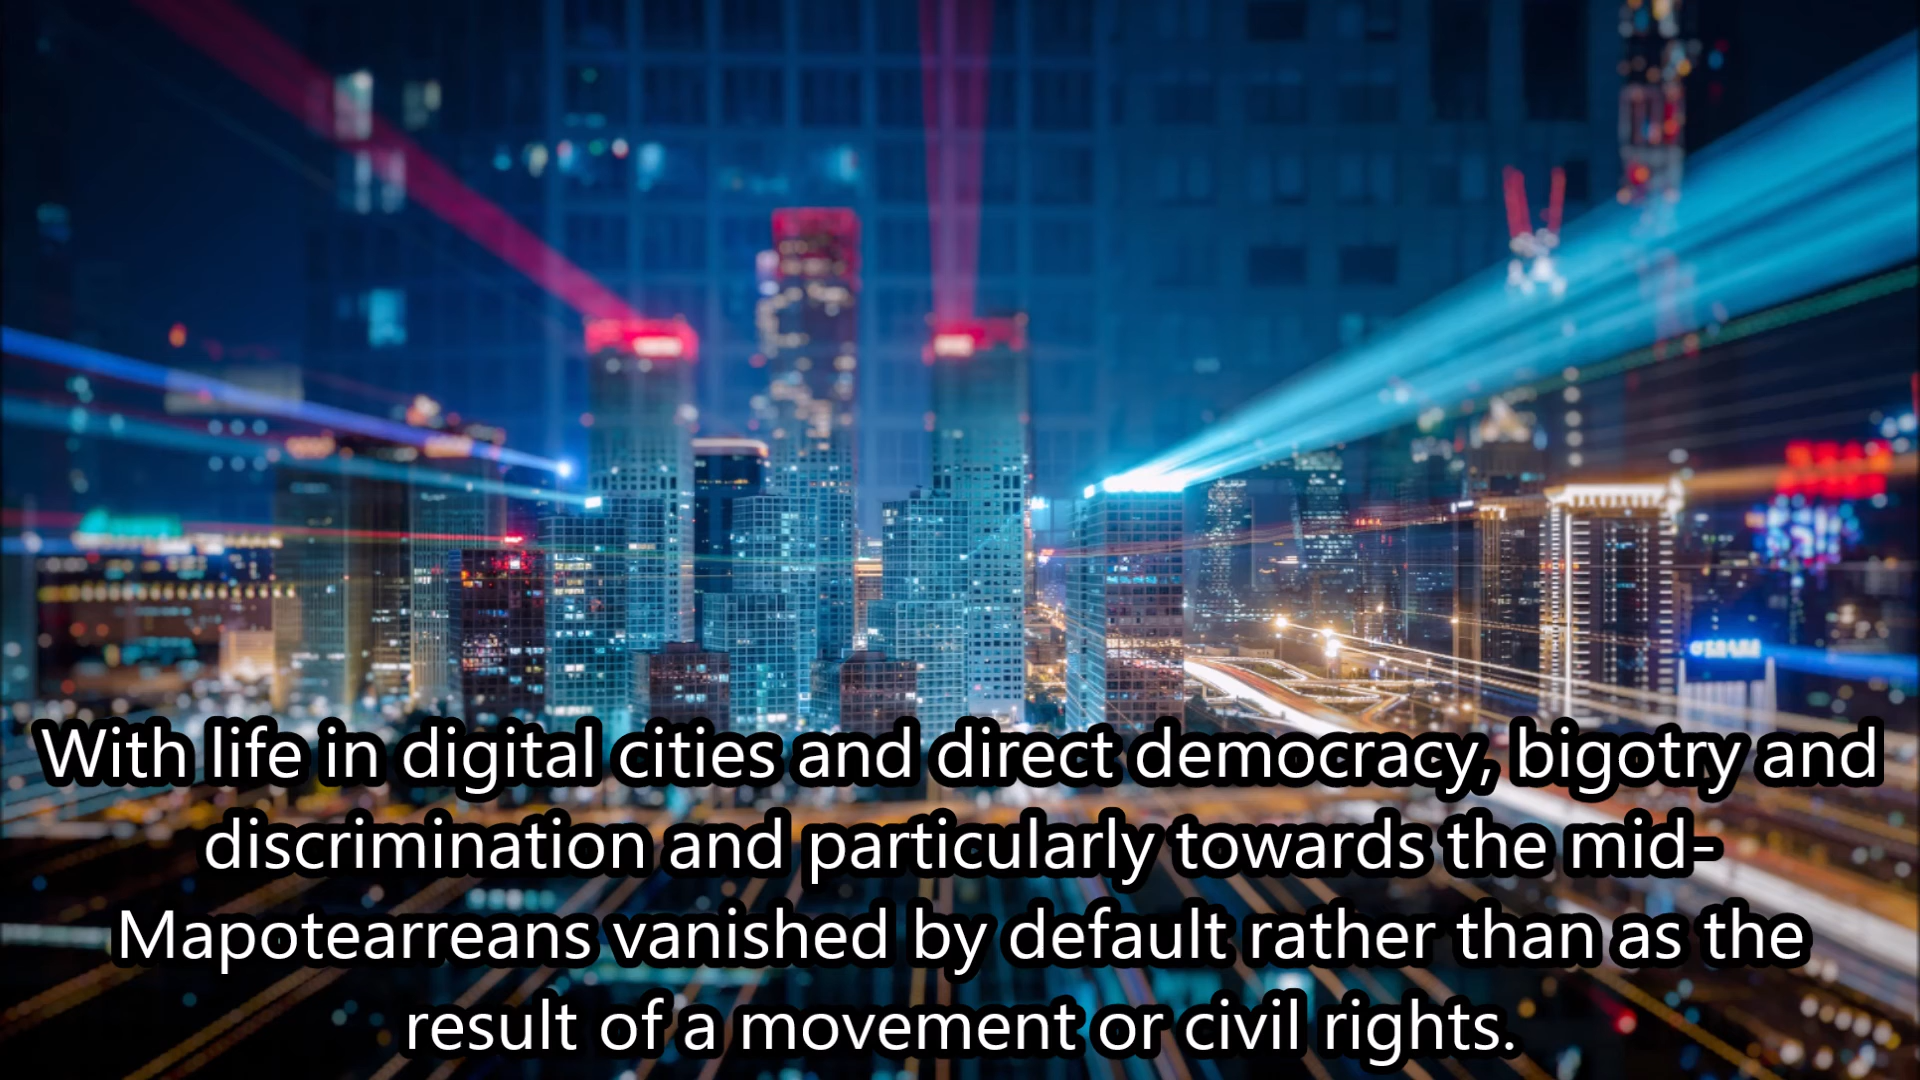 With life in digital cities and direct democracy, bigotry and
discrimination and particularly towards the mid-
Mapotearreans vanished by default rather than as the
result of a movement or civil rights.